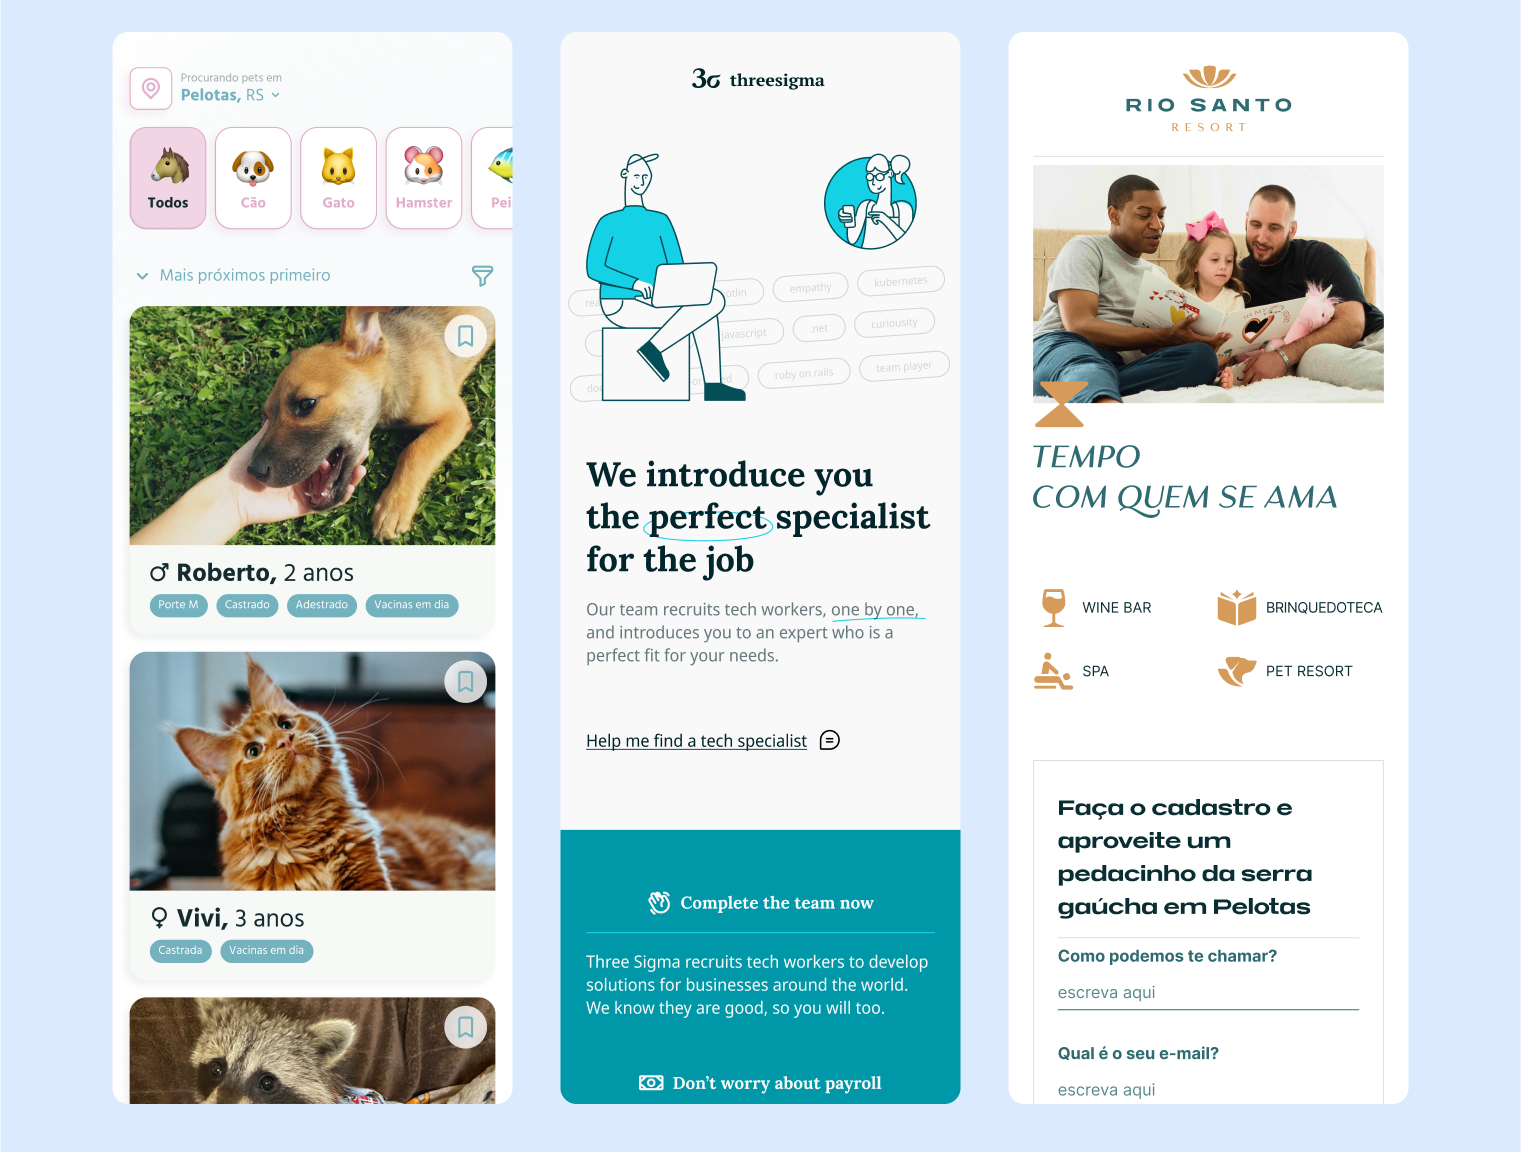 Procurando pets em
Pelotas, RS
Todos
Cão
Gato
Hamster
Pei
Mais próximos primeiro
Roberto, 2 anos
Porte M
Castrado
Adestrado
Vacinas em dia
Vivi, 3 anos
Castrada
Vacinas em dia
3σ threesigma
empathy
kubernetes
javascript
.net
curiousity
ruby on rails
team player
We introduce you
the perfect specialist
for the job
Our team recruits tech workers, one by one,
and introduces you to an expert who is a
perfect fit for your needs.
Help me find a tech specialist
Complete the team now
Three Sigma recruits tech workers to develop
solutions for businesses around the world.
We know they are good, so you will too.
Don't worry about payroll
RIO SANTO
RESORT
TEMPO
COM QUEM SE AMA
WINE BAR
BRINQUEDOTECA
SPA
PET RESORT
Faça o cadastro e
aproveite um
pedacinho da serra
gaúcha em Pelotas
Como podemos te chamar?
escreva aqui
Qual é o seu e-mail?
escreva aqui